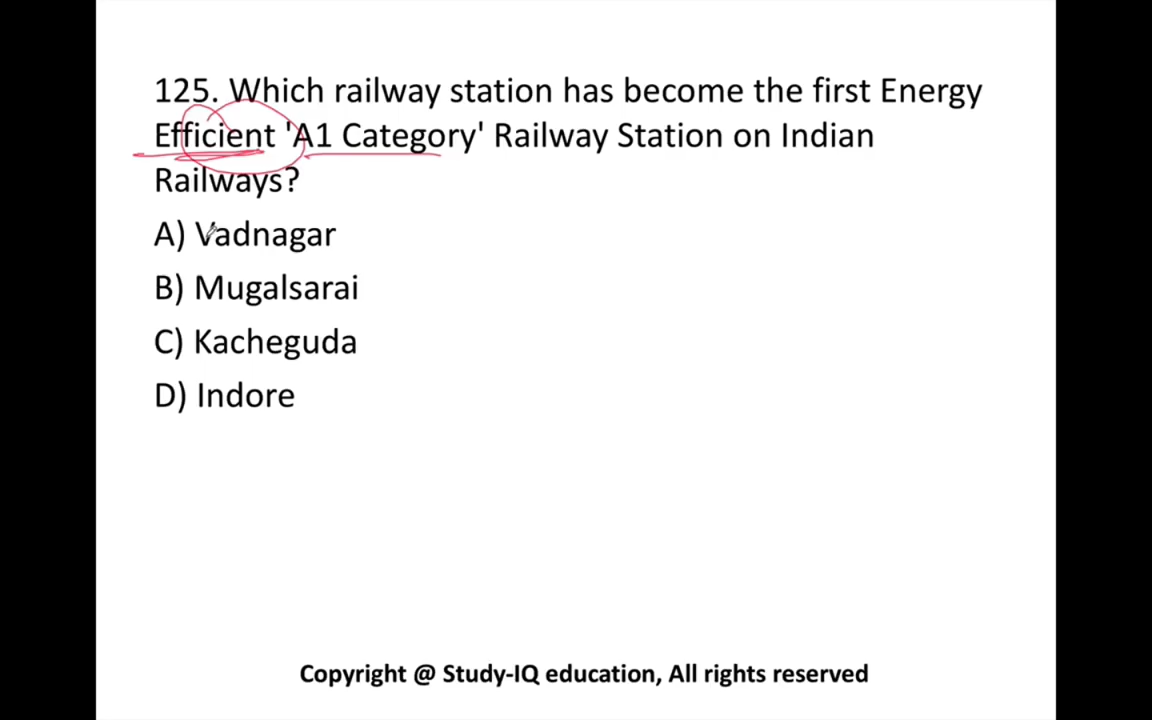 125. Which railway station has become the first Energy
Efficient 'A1 Category' Railway Station on Indian
Railways?
A) Vadnagar
B) Mugalsarai
C) Kacheguda
D) Indore
Copyright @ Study-IQ education, All rights reserved